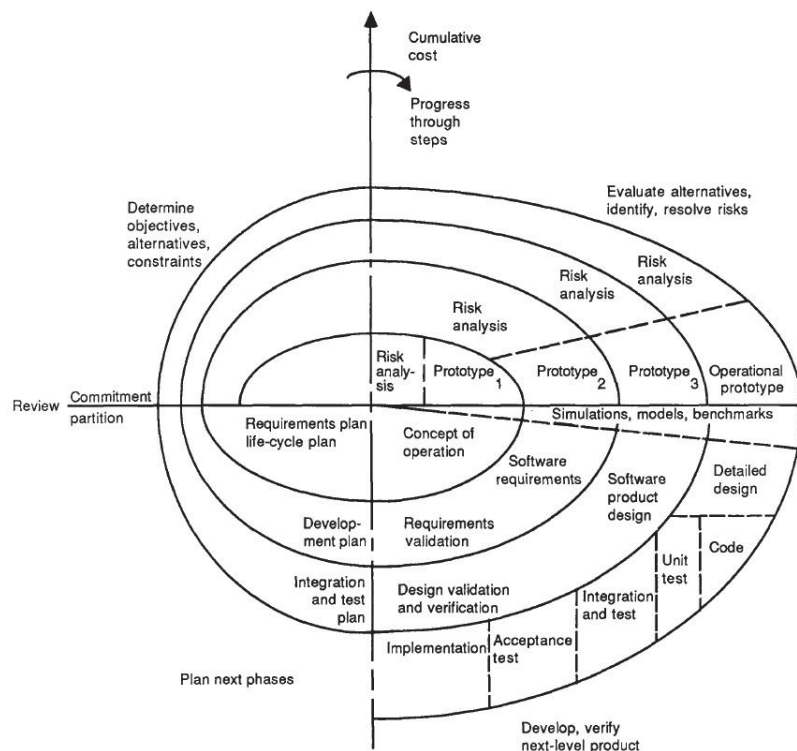 Cumulative
cost
Progress
through
steps
Determine
objectives,
alternatives,
constraints
Evaluate alternatives,
identify, resolve risks
Risk
analysis
Risk
analysis
Risk
analysis
Risk
analy-
sis
Prototype 1
Prototype 2
Prototype 3
Operational
prototype
Review
Commitment
partition
Simulations, models, benchmarks
Requirements plan
life-cycle plan
Concept of
operation
Software
requirements
Software
product
design
Detailed
design
Develop-
ment plan
Requirements
validation
Code
Unit
test
Integration
and test
plan
Design validation
and verification
Integration
and test
Acceptance
test
Implementation
Plan next phases
Develop, verify
next-level product